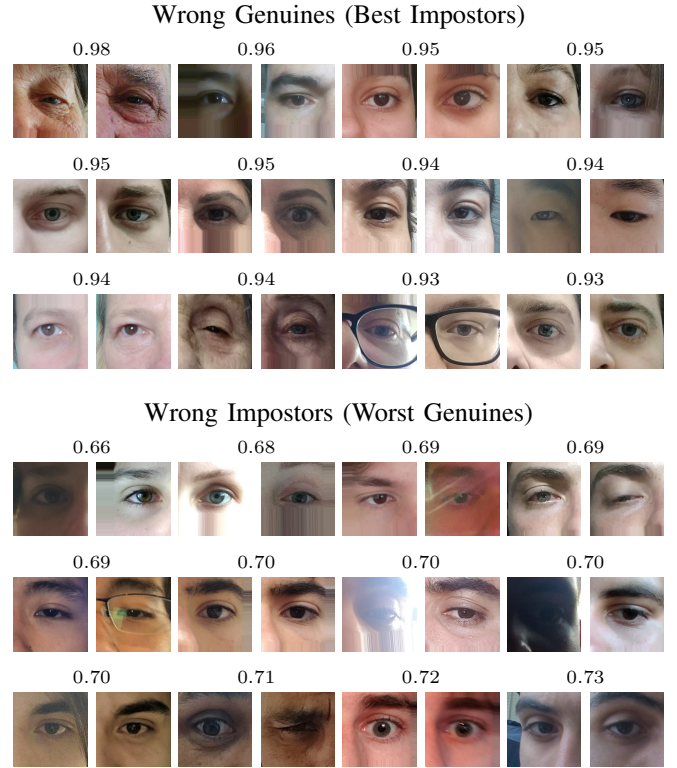 Wrong Genuines (Best Impostors)
0.98 0.96 0.95 0.95
0.95 0.95 0.94 0.94
0.94 0.94 0.93 0.93
Wrong Impostors (Worst Genuines)
0.66 0.68 0.69 0.69
0.69 0.70 0.70 0.70
0.70 0.71 0.72 0.73